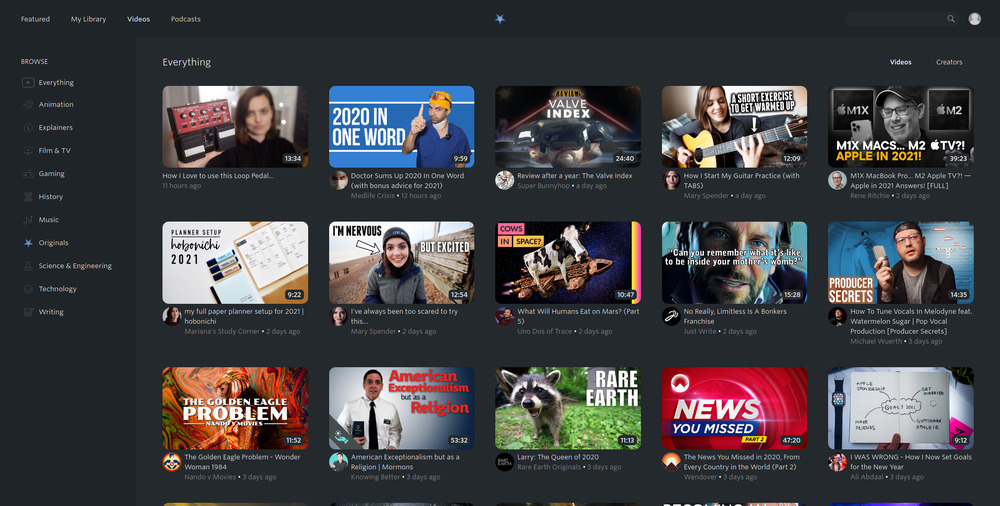 Featured
My Library
Videos
Podcasts
BROWSE
Everything
Animation
Explainers
Film & TV
Gaming
History
Music
Originals
Science & Engineering
Technology
Writing
Everything
Videos
Creators
13:34
How I Love to use this Loop Pedal...
11 hours ago
2020 IN
ONE WORD
9:59
Doctor Sums Up 2020 In One Word
(with bonus advice for 2021)
Medlife Crisis • 12 hours ago
REVIEW:
VALVE
INDEX
24:40
Review after a year: The Valve Index
Super Bunnyhop • a day ago
A SHORT EXERCISE
TO GET WARMED UP
12:09
How I Start My Guitar Practice (with
TABS)
Mary Spender • a day ago
M1X
M2
M1X MACS... M2 TV?!
APPLE IN 2021!
39:23
M1X MacBook Pro... M2 Apple TV?! —
Apple in 2021 Answers! [FULL]
Rene Ritchie • 2 days ago
PLANNER SETUP
hobonichi
2021
9:22
my full paper planner setup for 2021 |
hobonichi
Mariana's Study Corner • 2 days ago
I'M NERVOUS
BUT EXCITED
12:54
I've always been too scared to try
this...
Mary Spender • 2 days ago
COWS
IN SPACE?
10:47
What Will Humans Eat on Mars? (Part
5)
Uno Dos of Trace • 2 days ago
"Can you remember what it's like,
to be inside your mother's womb?"
15:28
No Really, Limitless Is A Bonkers
Franchise
Just Write • 2 days ago
PRODUCER
SECRETS
14:35
How To Tune Vocals In Melodyne feat.
Watermelon Sugar | Pop Vocal
Production [Producer Secrets]
Michael Wuerth • 3 days ago
THE GOLDEN EAGLE
PROBLEM
NANDO V MOVIES
11:52
The Golden Eagle Problem - Wonder
Woman 1984
Nando v Movies • 3 days ago
American
Exceptionalism
but as a
Religion
53:32
American Exceptionalism but as a
Religion | Mormons
Knowing Better • 3 days ago
RARE
EARTH
11:13
Larry: The Queen of 2020
Rare Earth Originals • 3 days ago
NEWS
YOU MISSED
PART 2
47:20
The News You Missed in 2020, From
Every Country in the World (Part 2)
Wendover • 3 days ago
GET
MARRIED
GOALS 2021
MAKE
FRIENDS
9:12
I WAS WRONG - How I Now Set Goals
for the New Year
Ali Abdaal • 3 days ago